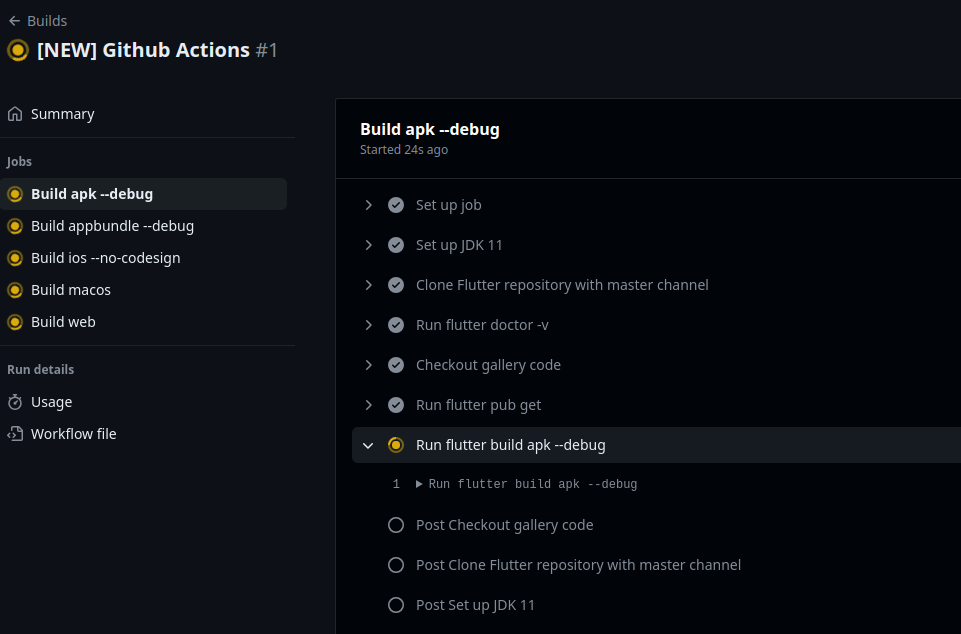 Builds
[NEW] Github Actions #1
Summary
Jobs
Build apk --debug
Build appbundle --debug
Build ios --no-codesign
Build macos
Build web
Run details
Usage
Workflow file
Build apk --debug
Started 24s ago
Set up job
Set up JDK 11
Clone Flutter repository with master channel
Run flutter doctor -v
Checkout gallery code
Run flutter pub get
Run flutter build apk --debug
1 Run flutter build apk --debug
Post Checkout gallery code
Post Clone Flutter repository with master channel
Post Set up JDK 11